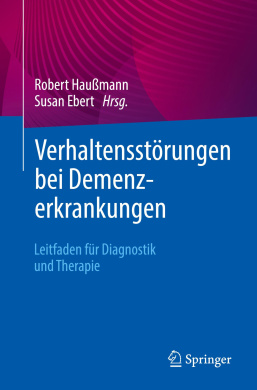 Robert Haußmann
Susan Ebert Hrsg.
Verhaltensstörungen
bei Demenz-
erkrankungen
Leitfaden für Diagnostik
und Therapie
Springer